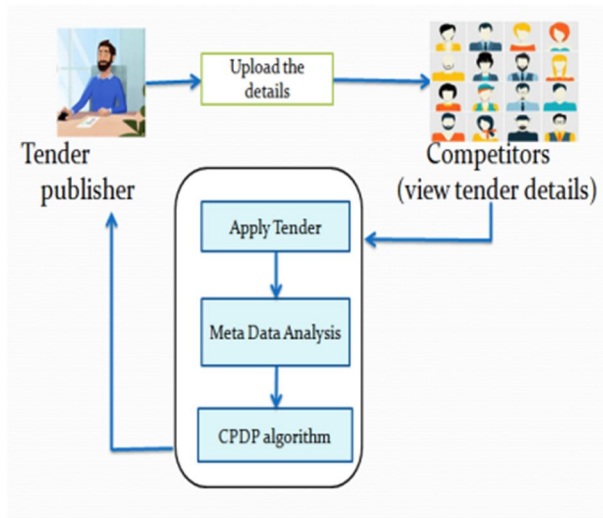 Upload the
details
Tender
publisher
Competitors
(view tender details)
Apply Tender
Meta Data Analysis
CPDP algorithm